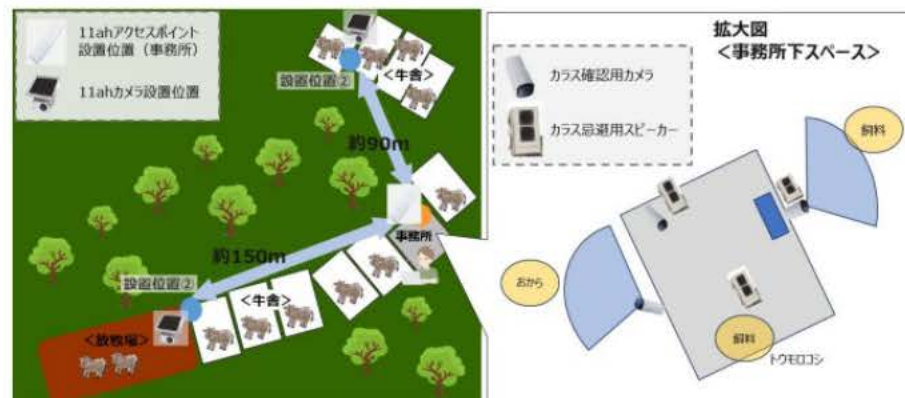 11ahアクセスポイント
設置位置（事務所）
11ahカメラ設置位置
設置位置②
<牛舎>
約90m
事務所
約150m
設置位置②
<牛舎>
<放牧場>
拡大図
<事務所下スペース>
カラス確認用カメラ
カラス忌避用スピーカー
飼料
おから
飼料
トウモロコシ